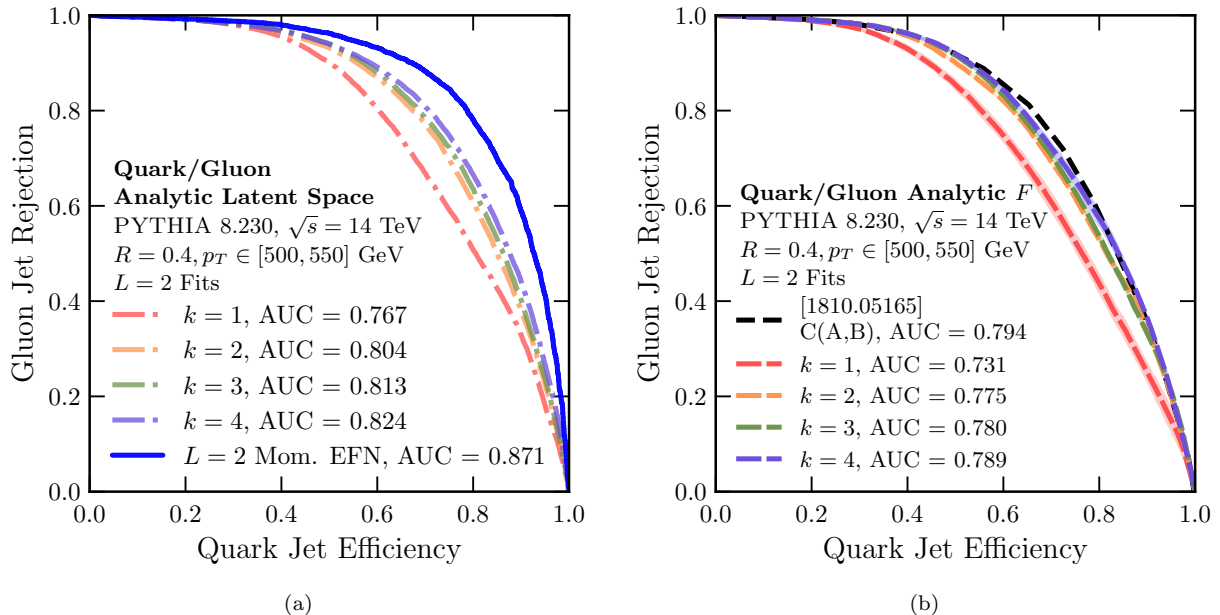 1.0
0.8
0.6
0.4
0.2
0.0
Gluon Jet Rejection
Quark/Gluon
Analytic Latent Space
PYTHIA 8.230, √s = 14 TeV
R = 0.4, p_T ∈ [500, 550] GeV
L = 2 Fits
k = 1, AUC = 0.767
k = 2, AUC = 0.804
k = 3, AUC = 0.813
k = 4, AUC = 0.824
L = 2 Mom. EFN, AUC = 0.871
0.0 0.2 0.4 0.6 0.8 1.0
Quark Jet Efficiency
(a)
1.0
0.8
0.6
0.4
0.2
0.0
Gluon Jet Rejection
Quark/Gluon Analytic F
PYTHIA 8.230, √s = 14 TeV
R = 0.4, p_T ∈ [500, 550] GeV
L = 2 Fits
[1810.05165]
C(A,B), AUC = 0.794
k = 1, AUC = 0.731
k = 2, AUC = 0.775
k = 3, AUC = 0.780
k = 4, AUC = 0.789
0.0 0.2 0.4 0.6 0.8 1.0
Quark Jet Efficiency
(b)